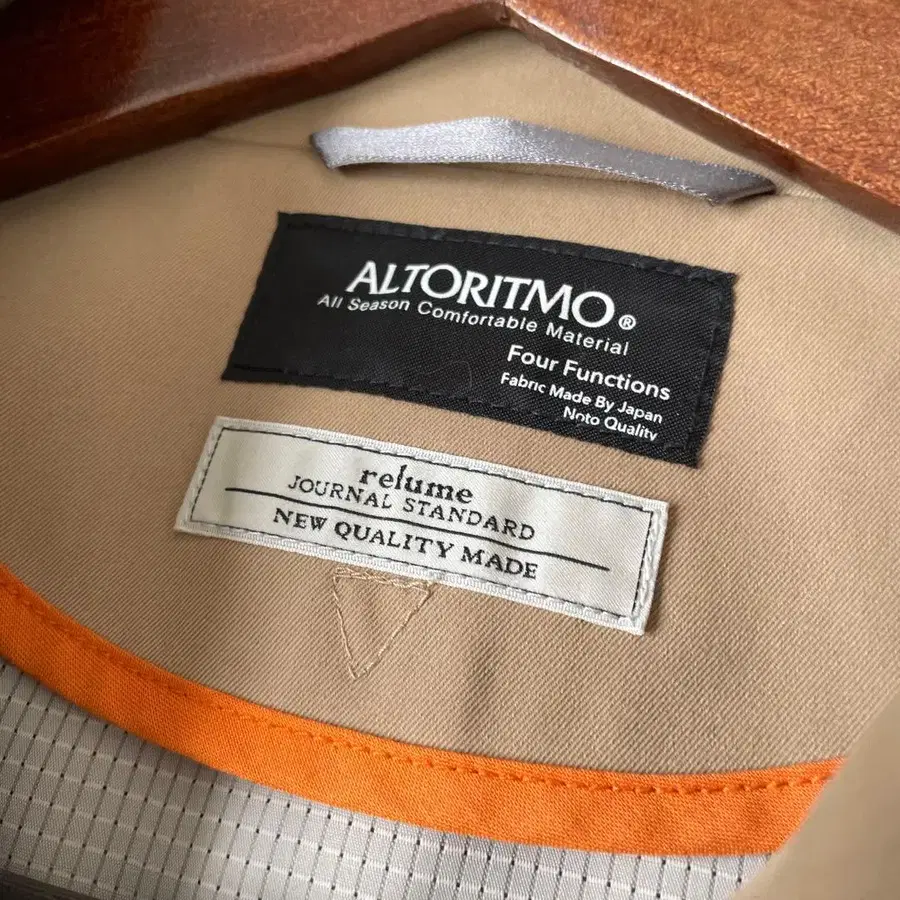 ALTORITMO®
All Season Comfortable Material
Four Functions
Fabric Made By Japan
Noto Quality
relume
JOURNAL STANDARD
NEW QUALITY MADE